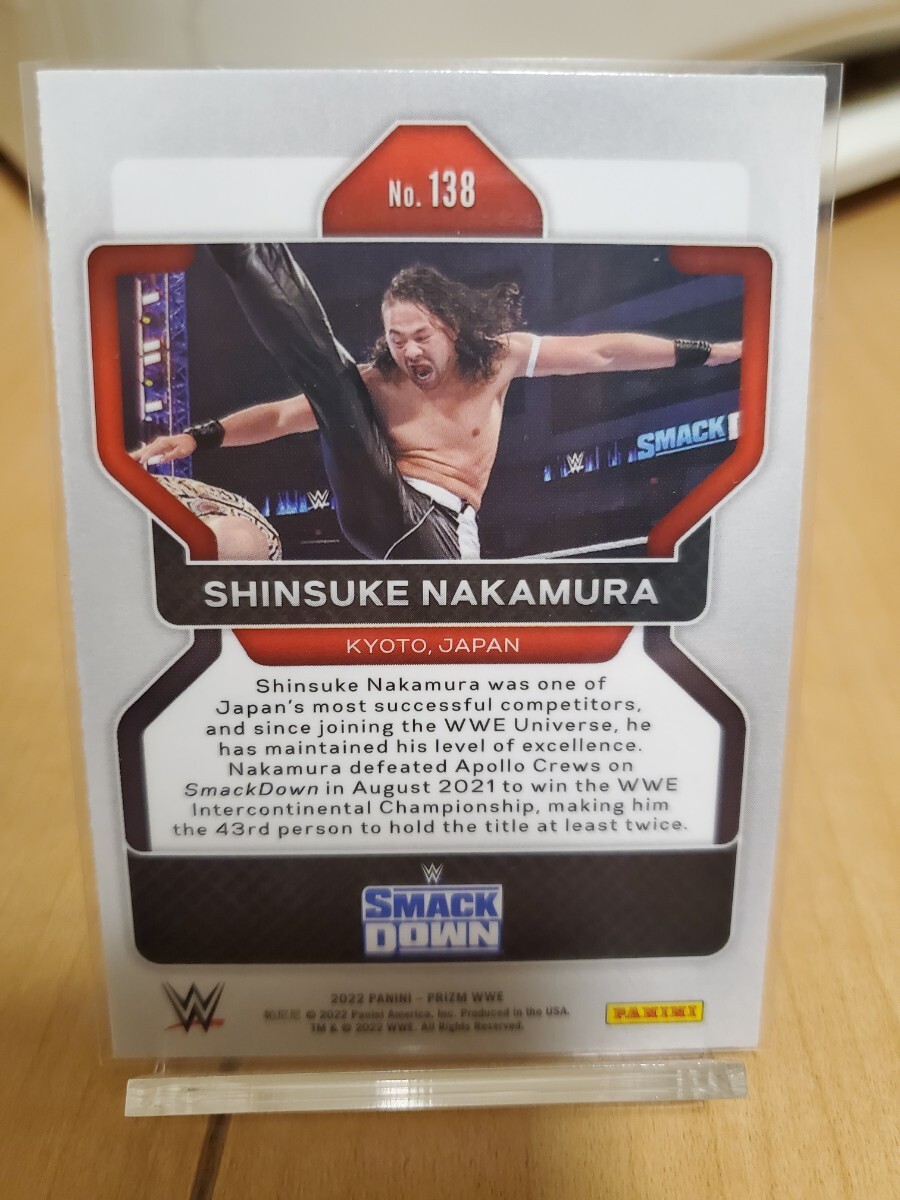 No. 138
SMACK
SHINSUKE NAKAMURA
KYOTO, JAPAN
Shinsuke Nakamura was one of
Japan's most successful competitors,
and since joining the WWE Universe, he
has maintained his level of excellence.
Nakamura defeated Apollo Crews on
SmackDown in August 2021 to win the WWE
Intercontinental Championship, making him
the 43rd person to hold the title at least twice.
W
SMACK
DOWN
W
2022 PANINI – PRIZM WWE
© 2022 Panini America, Inc. Produced in the USA.
TM & © 2022 WWE. All Rights Reserved.
PANINI